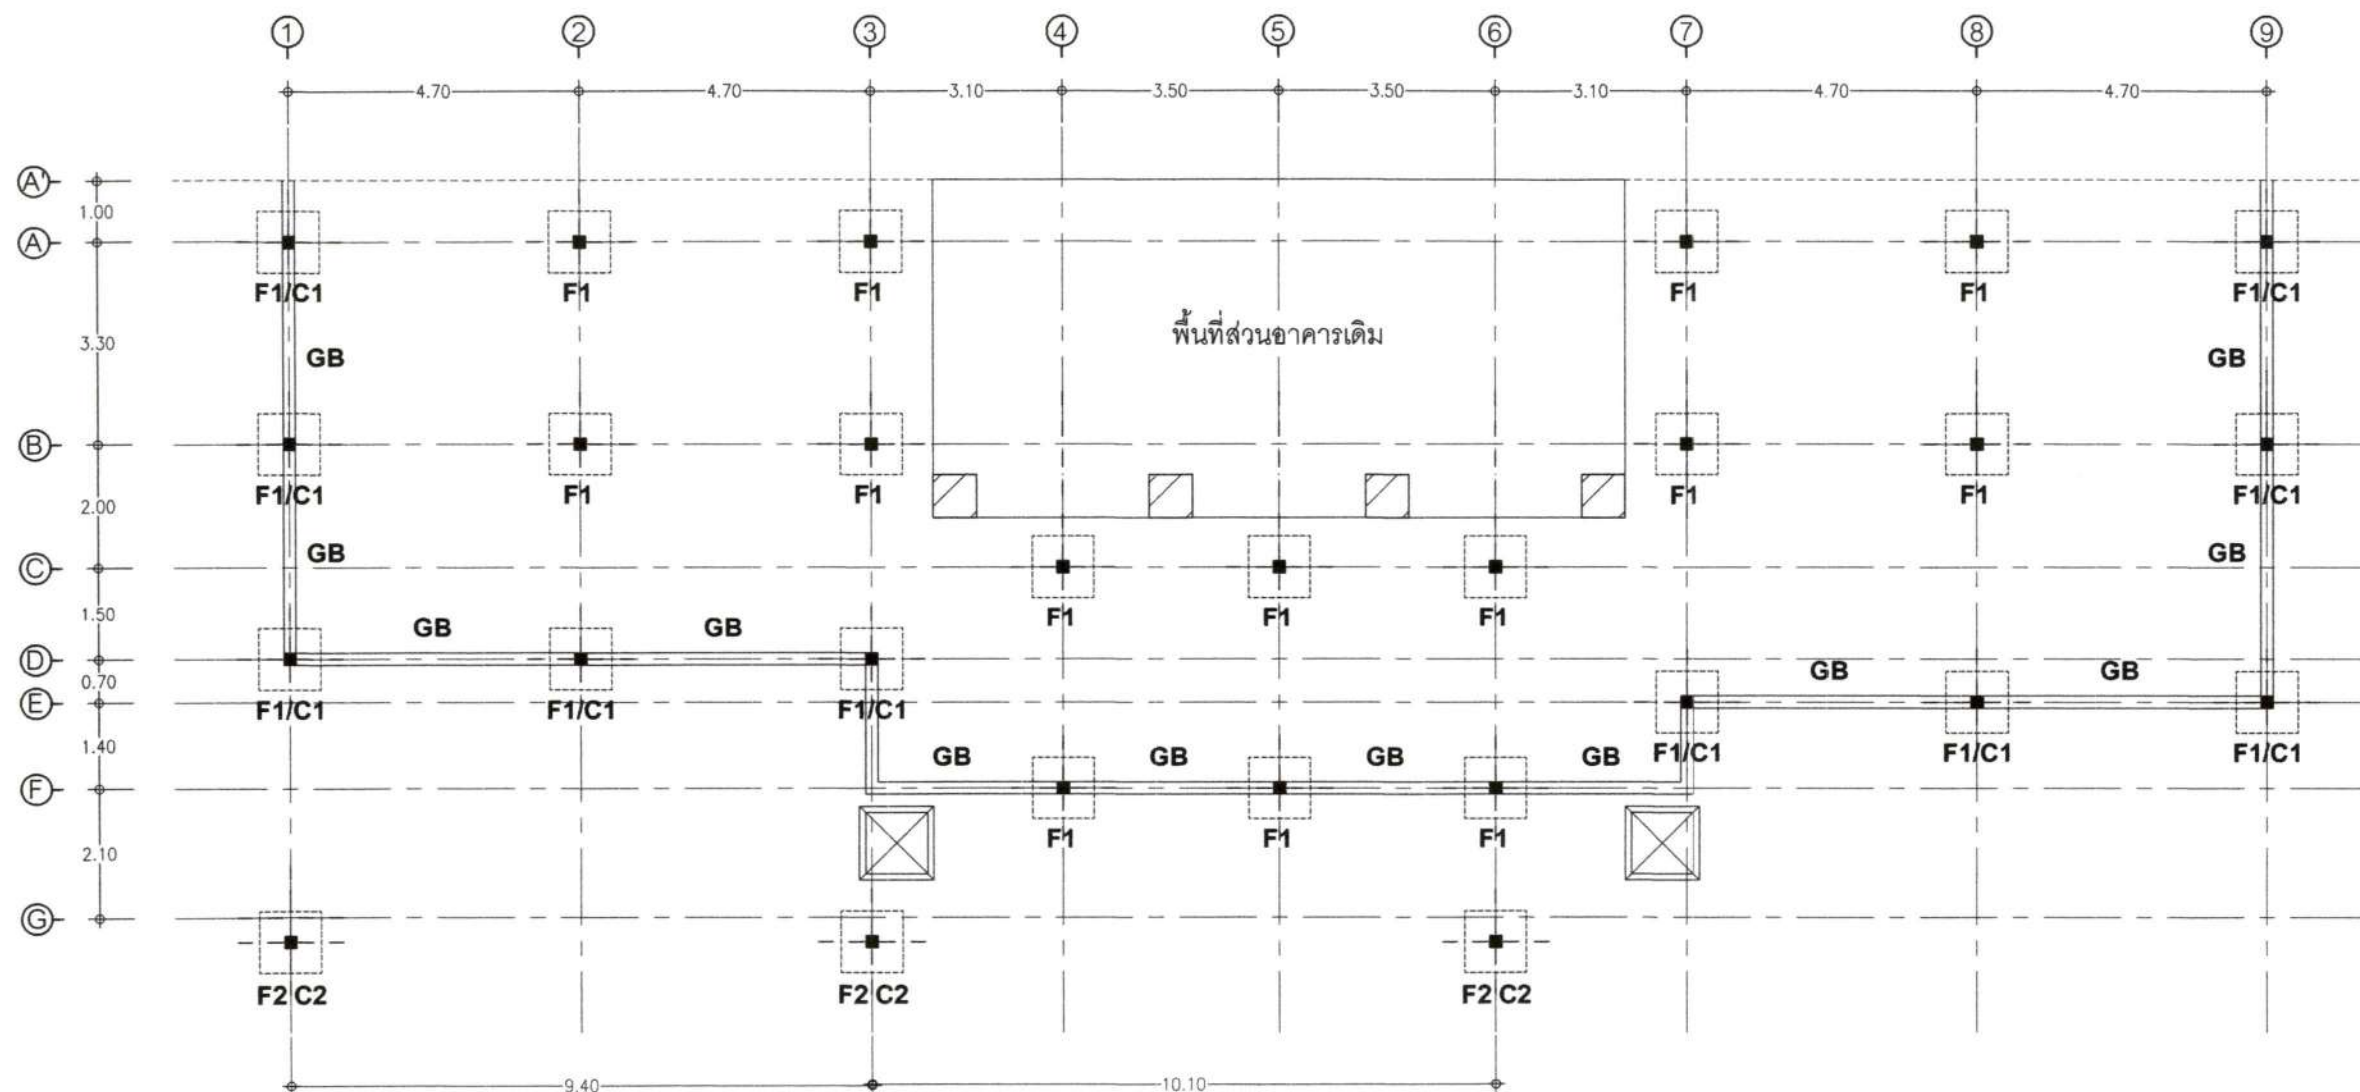 1 2 3 4 5 6 7 8 9
4.70 4.70 3.10 3.50 3.50 3.10 4.70 4.70
A'
1.00
A
F1/C1 F1 F1 F1 F1 F1/C1
3.30
พื้นที่ส่วนอาคารเดิม
GB GB
B
F1/C1 F1 F1 F1 F1 F1/C1
2.00
GB GB
C
1.50
F1 F1 F1
GB GB
D
0.70
GB GB
E
F1/C1 F1/C1 F1/C1
1.40
F1/C1 F1/C1 F1/C1
GB GB GB GB
F
F1 F1 F1
2.10
G
F2 C2 F2 C2 F2 C2
9.40 10.10